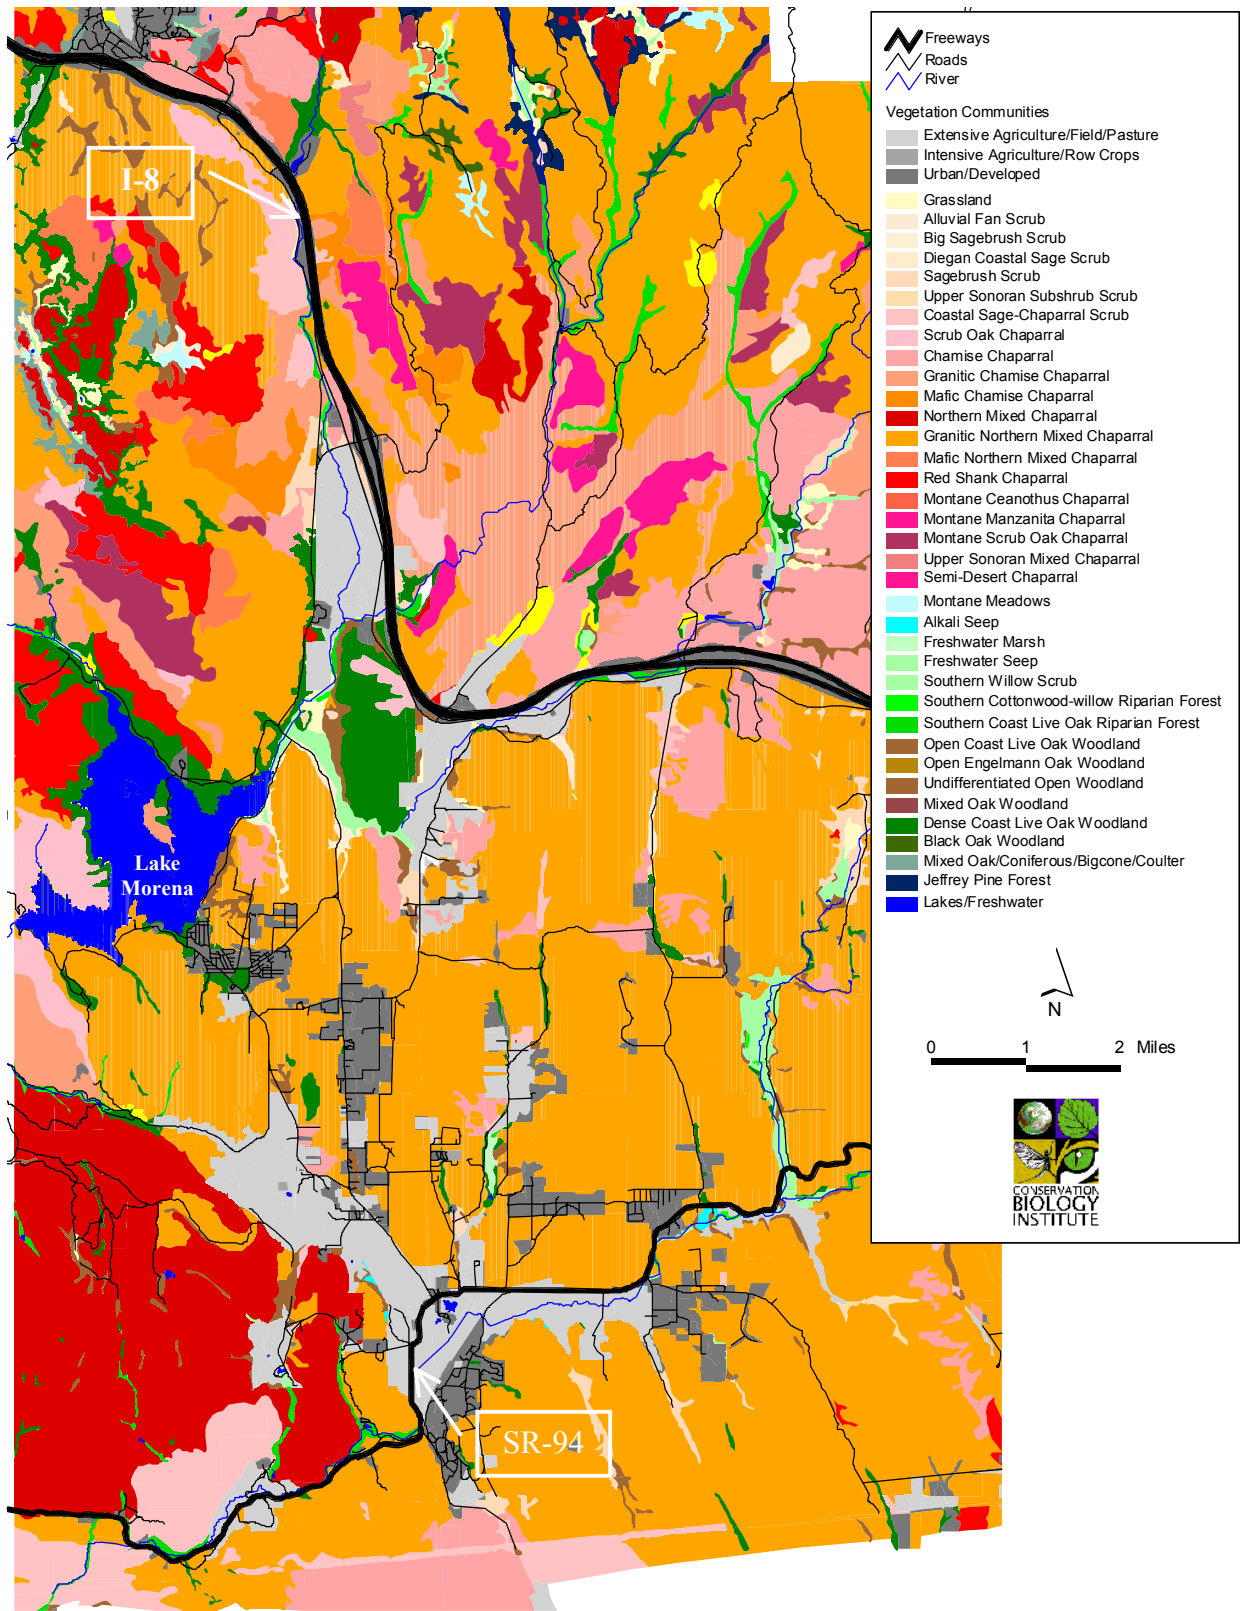 I-8
Lake
Morena
SR-94
Freeways
Roads
River
Vegetation Communities
Extensive Agriculture/Field/Pasture
Intensive Agriculture/Row Crops
Urban/Developed
Grassland
Alluvial Fan Scrub
Big Sagebrush Scrub
Diegan Coastal Sage Scrub
Sagebrush Scrub
Upper Sonoran Subshrub Scrub
Coastal Sage-Chaparral Scrub
Scrub Oak Chaparral
Chamise Chaparral
Granitic Chamise Chaparral
Mafic Chamise Chaparral
Northern Mixed Chaparral
Granitic Northern Mixed Chaparral
Mafic Northern Mixed Chaparral
Red Shank Chaparral
Montane Ceanothus Chaparral
Montane Manzanita Chaparral
Montane Scrub Oak Chaparral
Upper Sonoran Mixed Chaparral
Semi-Desert Chaparral
Montane Meadows
Alkali Seep
Freshwater Marsh
Freshwater Seep
Southern Willow Scrub
Southern Cottonwood-willow Riparian Forest
Southern Coast Live Oak Riparian Forest
Open Coast Live Oak Woodland
Open Engelmann Oak Woodland
Undifferentiated Open Woodland
Mixed Oak Woodland
Dense Coast Live Oak Woodland
Black Oak Woodland
Mixed Oak/Coniferous/Bigcone/Coulter
Jeffrey Pine Forest
Lakes/Freshwater
N
0 1 2 Miles
CONSERVATION
BIOLOGY
INSTITUTE